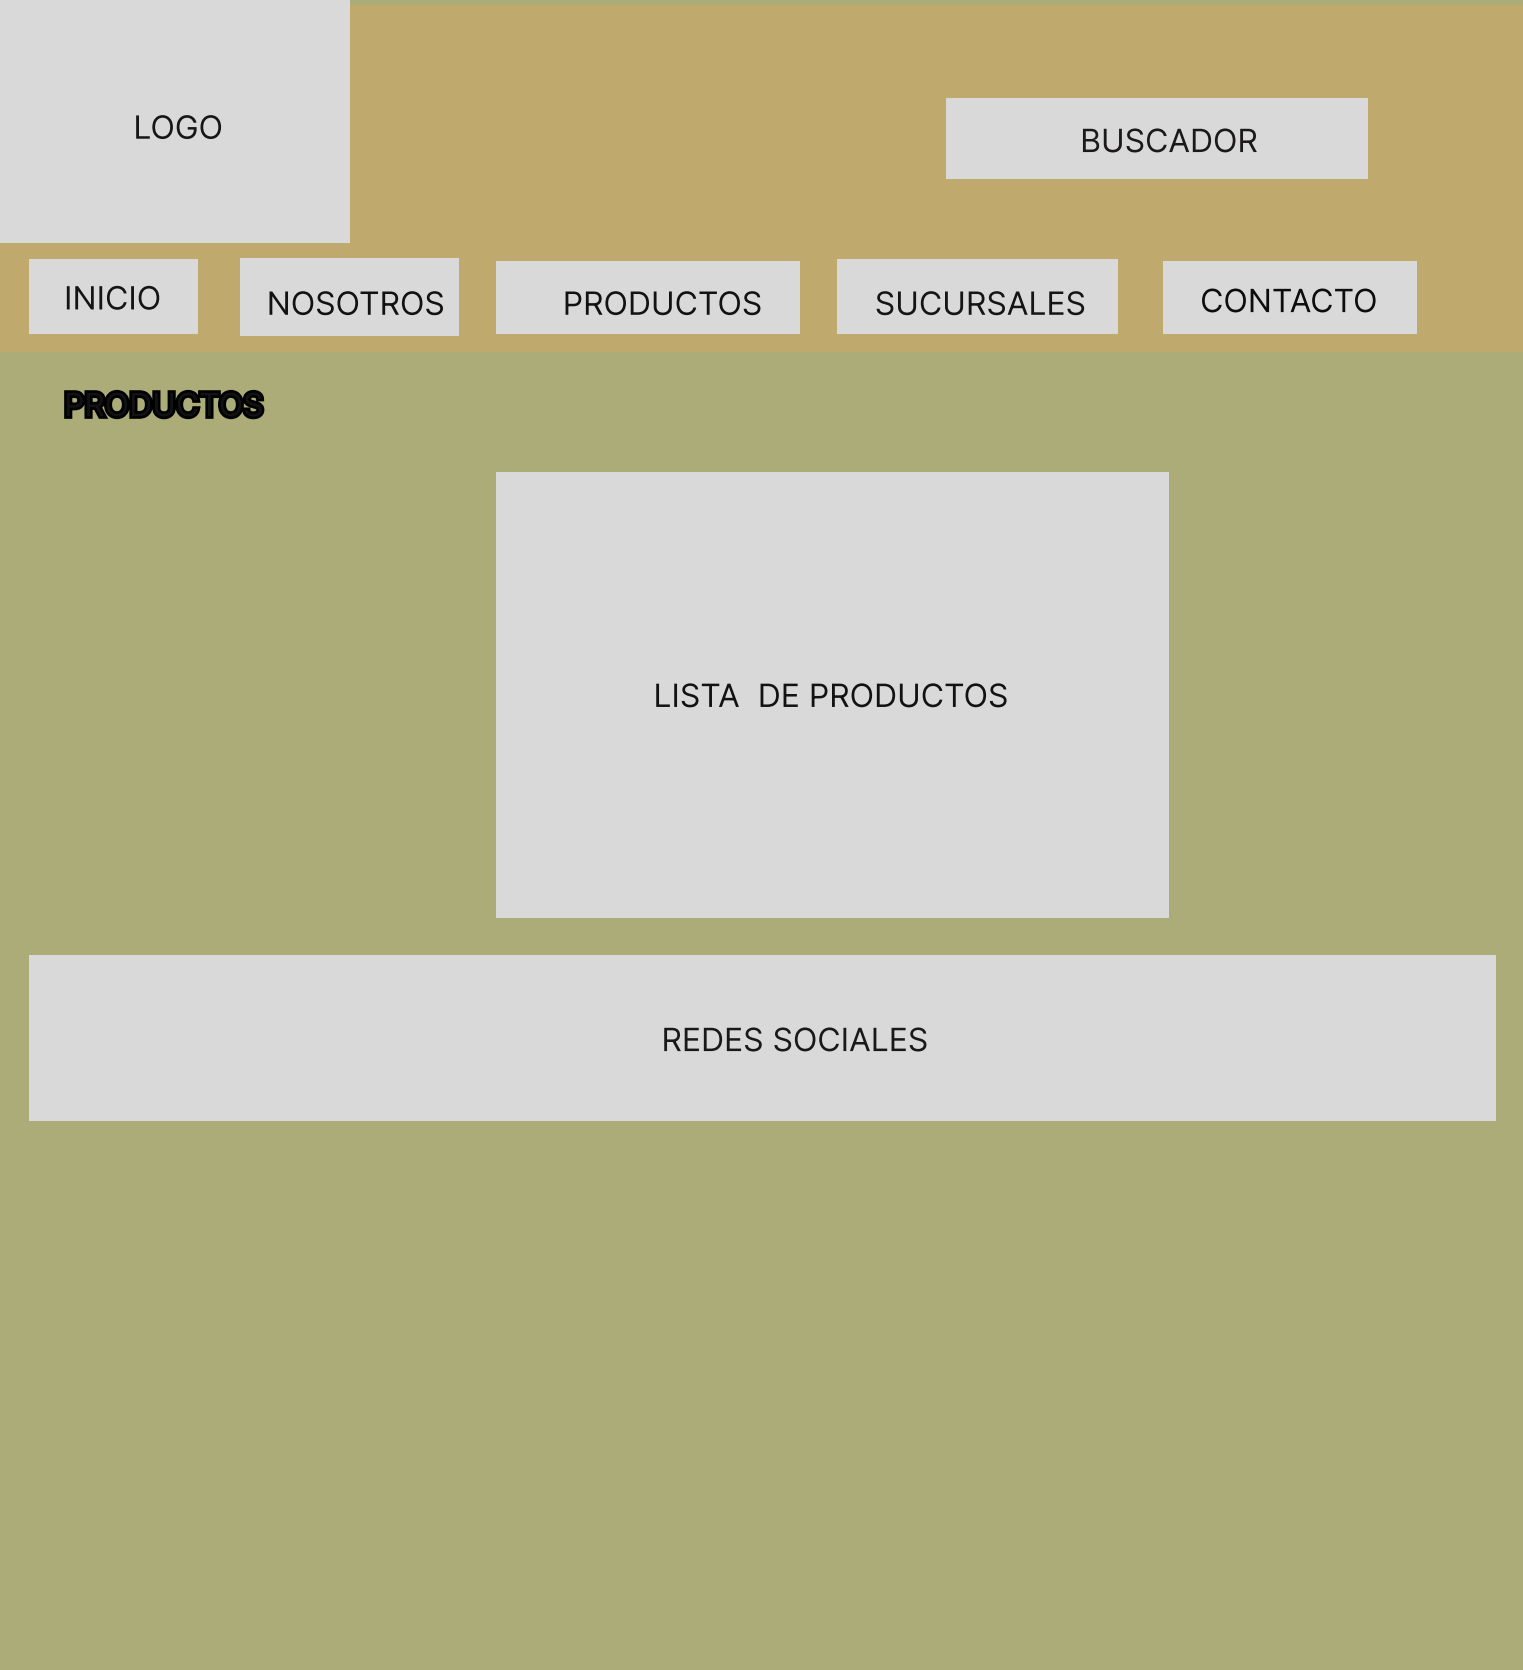 LOGO
BUSCADOR
INICIO
NOSOTROS
PRODUCTOS
SUCURSALES
CONTACTO
PRODUCTOS
LISTA  DE PRODUCTOS
REDES SOCIALES